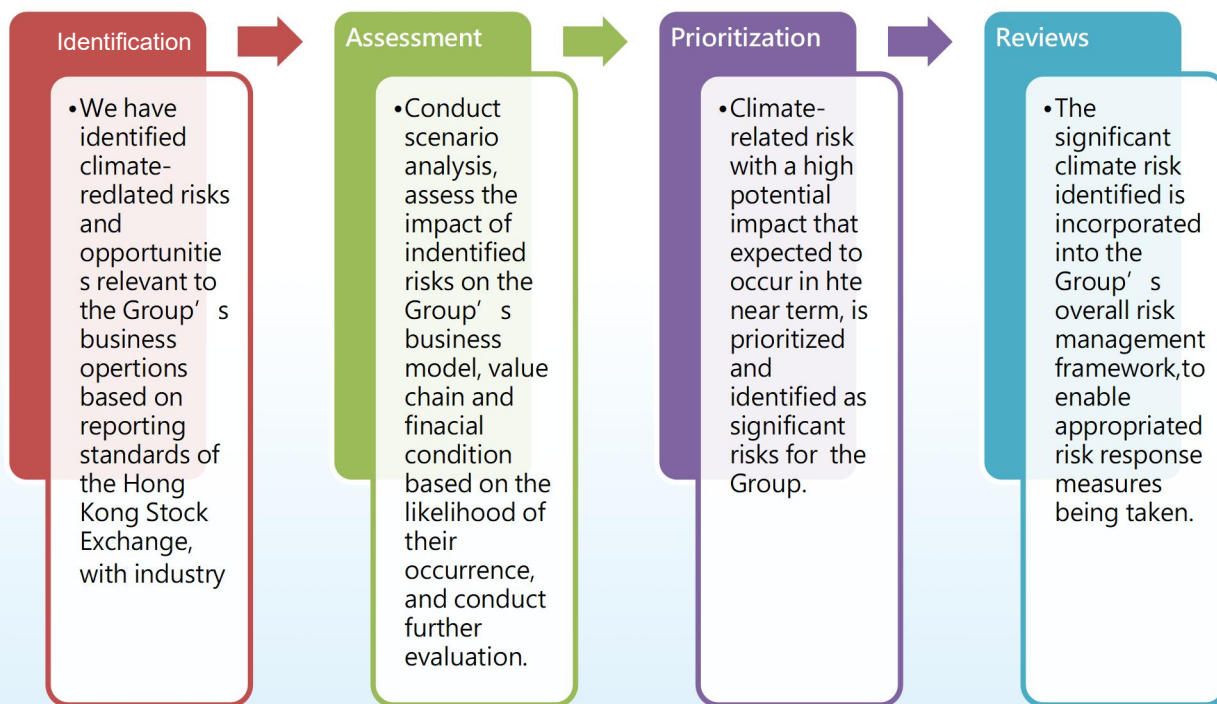 Identification
•We have
identified
climate-
redlated risks
and
opportunitie
s relevant to
the Group’s
business
opertions
based on
reporting
standards of
the Hong
Kong Stock
Exchange,
with industry
Assessment
•Conduct
scenario
analysis,
assess the
impact of
indentified
risks on the
Group’s
business
model, value
chain and
finacial
condition
based on the
likelihood of
their
occurrence,
and conduct
further
evaluation.
Prioritization
•Climate-
related risk
with a high
potential
impact that
expected to
occur in hte
near term, is
prioritized
and
identified as
significant
risks for the
Group.
Reviews
•The
significant
climate risk
identified is
incorporated
into the
Group’s
overall risk
management
framework,to
enable
appropriated
risk response
measures
being taken.